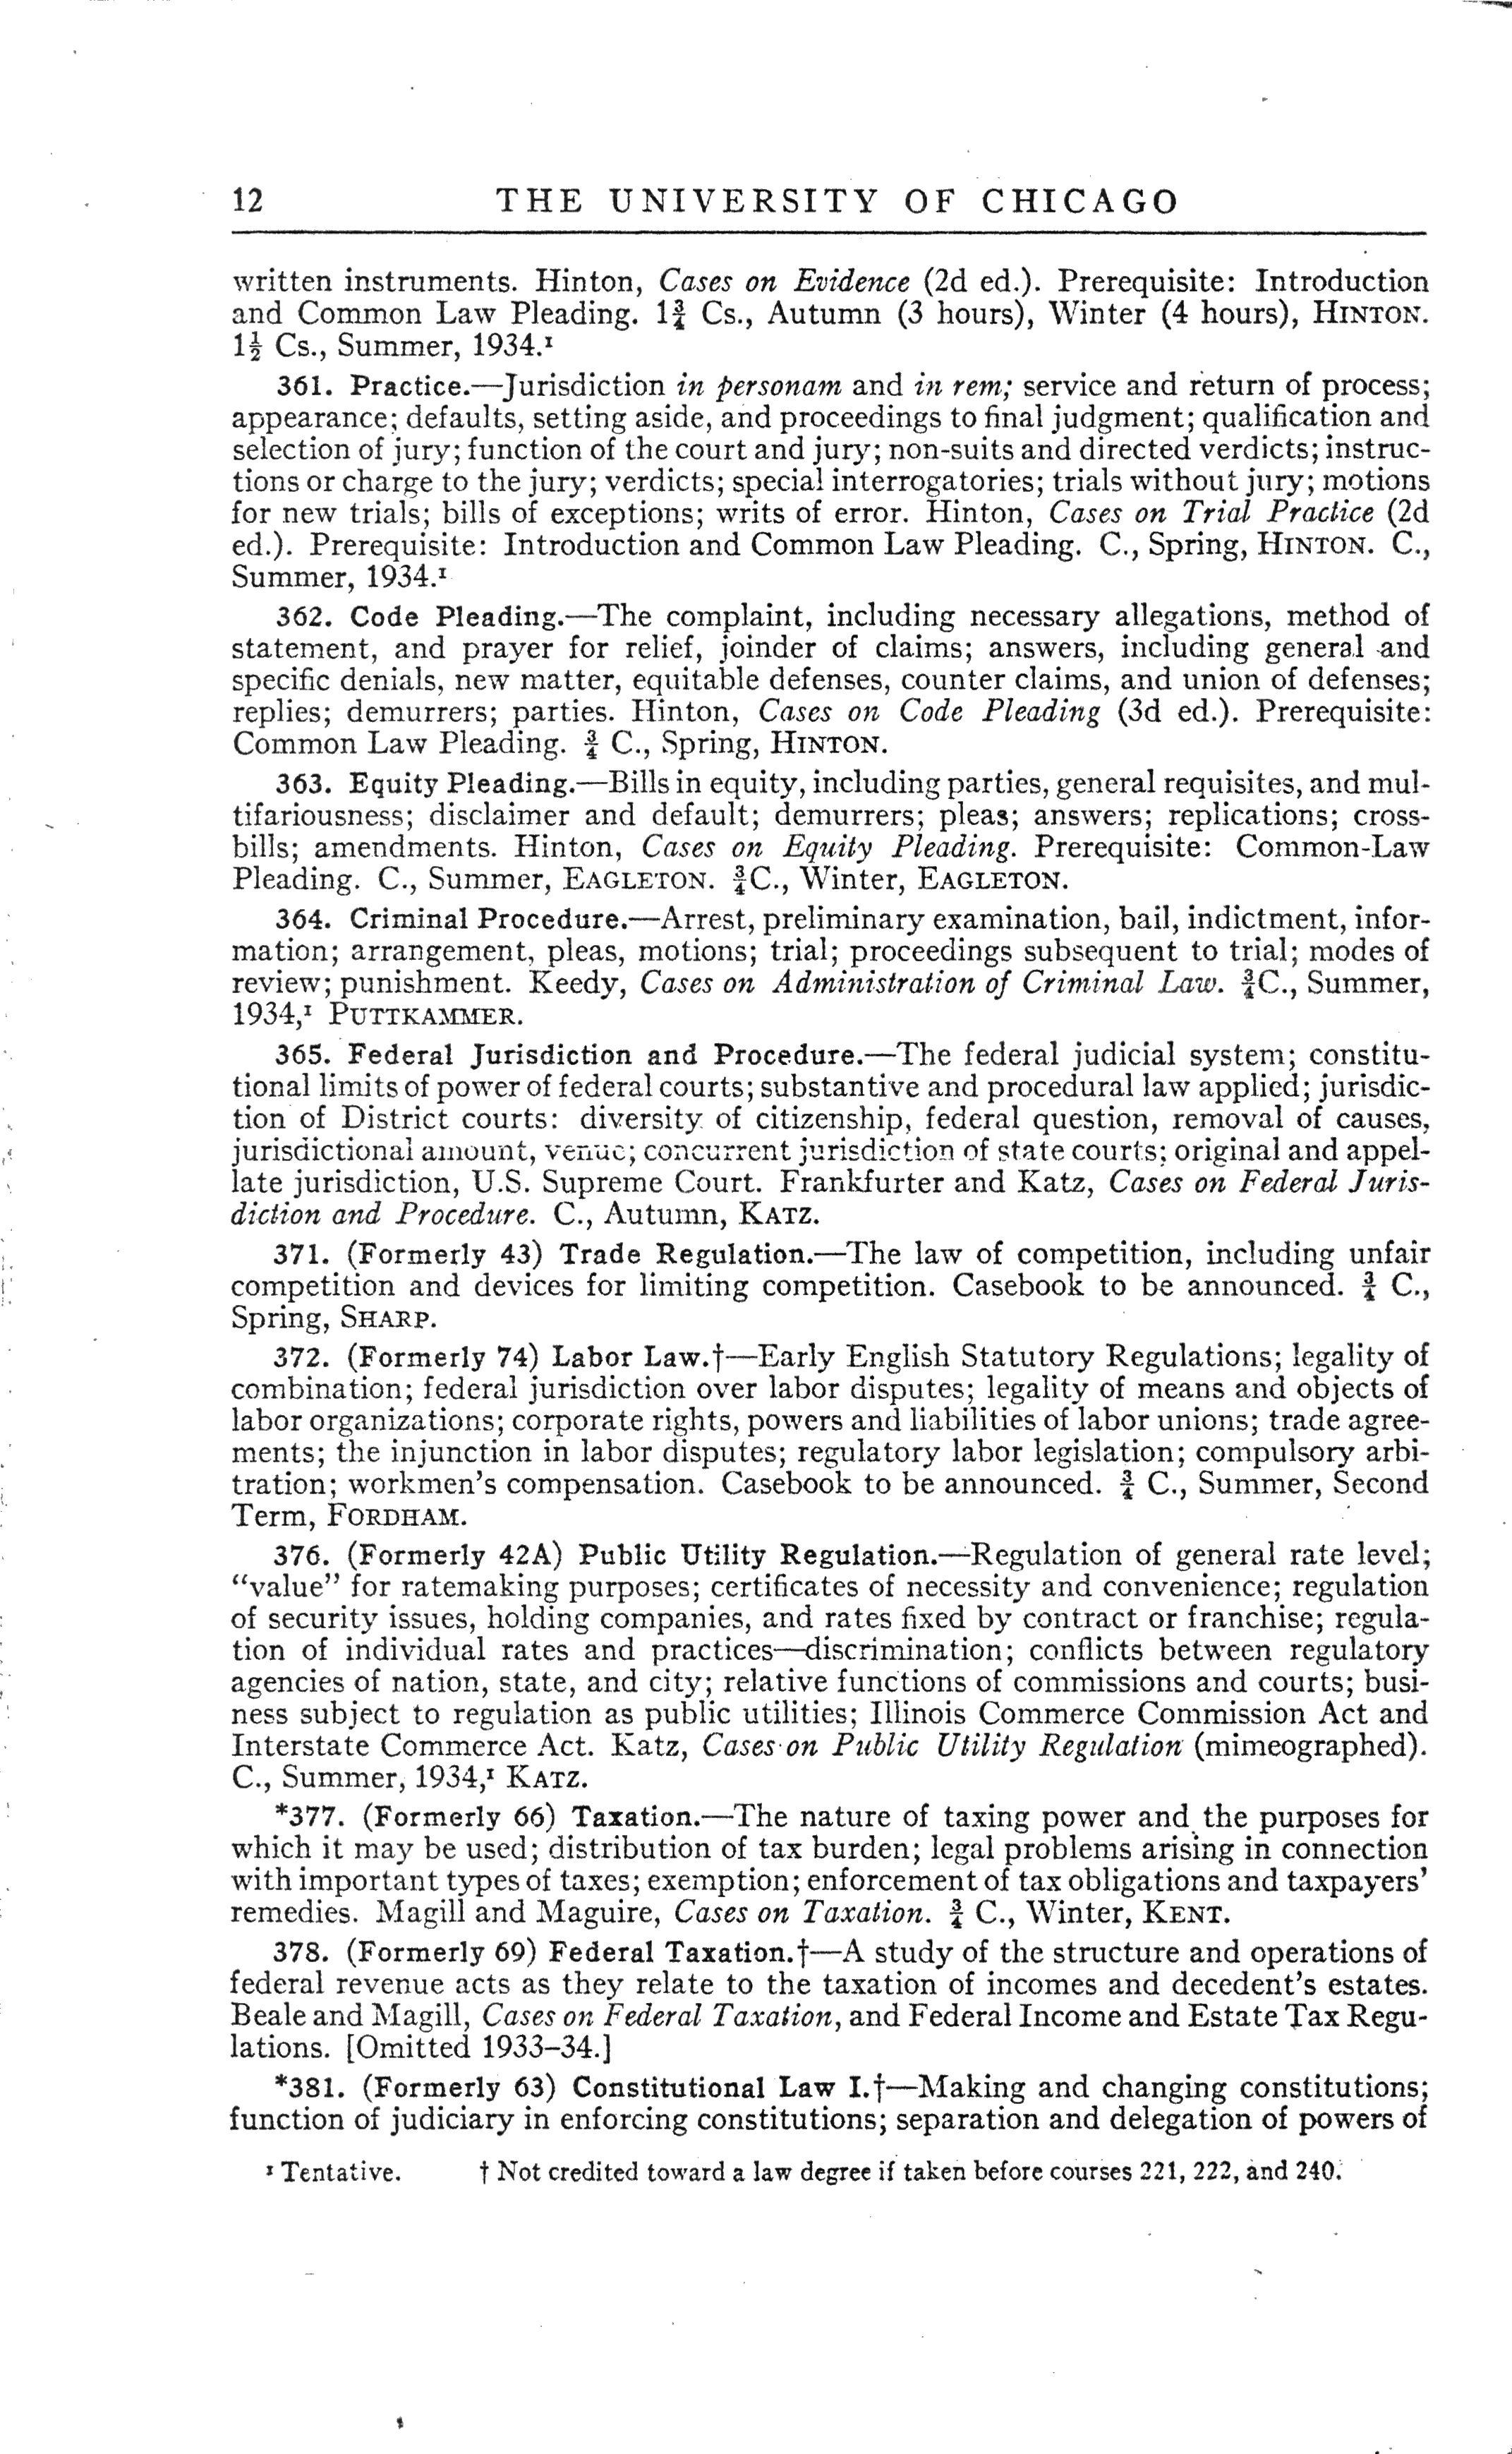 12 THE UNIVERSITY OF CHICAGO
written instruments. Hinton, Cases on Evidence (2d ed.). Prerequisite: Introduction
and Common Law Pleading. 1¾ Cs., Autumn (3 hours), Winter (4 hours), HINTON.
1½ Cs., Summer, 1934.¹
361. Practice.—Jurisdiction in personam and in rem; service and return of process;
appearance; defaults, setting aside, and proceedings to final judgment; qualification and
selection of jury; function of the court and jury; non-suits and directed verdicts; instruc-
tions or charge to the jury; verdicts; special interrogatories; trials without jury; motions
for new trials; bills of exceptions; writs of error. Hinton, Cases on Trial Practice (2d
ed.). Prerequisite: Introduction and Common Law Pleading. C., Spring, HINTON. C.,
Summer, 1934.¹
362. Code Pleading.—The complaint, including necessary allegations, method of
statement, and prayer for relief, joinder of claims; answers, including general and
specific denials, new matter, equitable defenses, counter claims, and union of defenses;
replies; demurrers; parties. Hinton, Cases on Code Pleading (3d ed.). Prerequisite:
Common Law Pleading. ¾ C., Spring, HINTON.
363. Equity Pleading.—Bills in equity, including parties, general requisites, and mul-
tifariousness; disclaimer and default; demurrers; pleas; answers; replications; cross-
bills; amendments. Hinton, Cases on Equity Pleading. Prerequisite: Common-Law
Pleading. C., Summer, EAGLETON. ¾C., Winter, EAGLETON.
364. Criminal Procedure.—Arrest, preliminary examination, bail, indictment, infor-
mation; arrangement, pleas, motions; trial; proceedings subsequent to trial; modes of
review; punishment. Keedy, Cases on Administration of Criminal Law. ¾C., Summer,
1934,¹ PUTTKAMMER.
365. Federal Jurisdiction and Procedure.—The federal judicial system; constitu-
tional limits of power of federal courts; substantive and procedural law applied; jurisdic-
tion of District courts: diversity of citizenship, federal question, removal of causes,
jurisdictional amount, venue; concurrent jurisdiction of state courts; original and appel-
late jurisdiction, U.S. Supreme Court. Frankfurter and Katz, Cases on Federal Juris-
diction and Procedure. C., Autumn, KATZ.
371. (Formerly 43) Trade Regulation.—The law of competition, including unfair
competition and devices for limiting competition. Casebook to be announced. ¾ C.,
Spring, SHARP.
372. (Formerly 74) Labor Law.†—Early English Statutory Regulations; legality of
combination; federal jurisdiction over labor disputes; legality of means and objects of
labor organizations; corporate rights, powers and liabilities of labor unions; trade agree-
ments; the injunction in labor disputes; regulatory labor legislation; compulsory arbi-
tration; workmen's compensation. Casebook to be announced. ¾ C., Summer, Second
Term, FORDHAM.
376. (Formerly 42A) Public Utility Regulation.—Regulation of general rate level;
“value” for ratemaking purposes; certificates of necessity and convenience; regulation
of security issues, holding companies, and rates fixed by contract or franchise; regula-
tion of individual rates and practices—discrimination; conflicts between regulatory
agencies of nation, state, and city; relative functions of commissions and courts; busi-
ness subject to regulation as public utilities; Illinois Commerce Commission Act and
Interstate Commerce Act. Katz, Cases on Public Utility Regulation (mimeographed).
C., Summer, 1934,¹ KATZ.
*377. (Formerly 66) Taxation.—The nature of taxing power and the purposes for
which it may be used; distribution of tax burden; legal problems arising in connection
with important types of taxes; exemption; enforcement of tax obligations and taxpayers'
remedies. Magill and Maguire, Cases on Taxation. ¾ C., Winter, KENT.
378. (Formerly 69) Federal Taxation.†—A study of the structure and operations of
federal revenue acts as they relate to the taxation of incomes and decedent's estates.
Beale and Magill, Cases on Federal Taxation, and Federal Income and Estate Tax Regu-
lations. [Omitted 1933–34.]
*381. (Formerly 63) Constitutional Law I.†—Making and changing constitutions;
function of judiciary in enforcing constitutions; separation and delegation of powers of
¹ Tentative. † Not credited toward a law degree if taken before courses 221, 222, and 240.